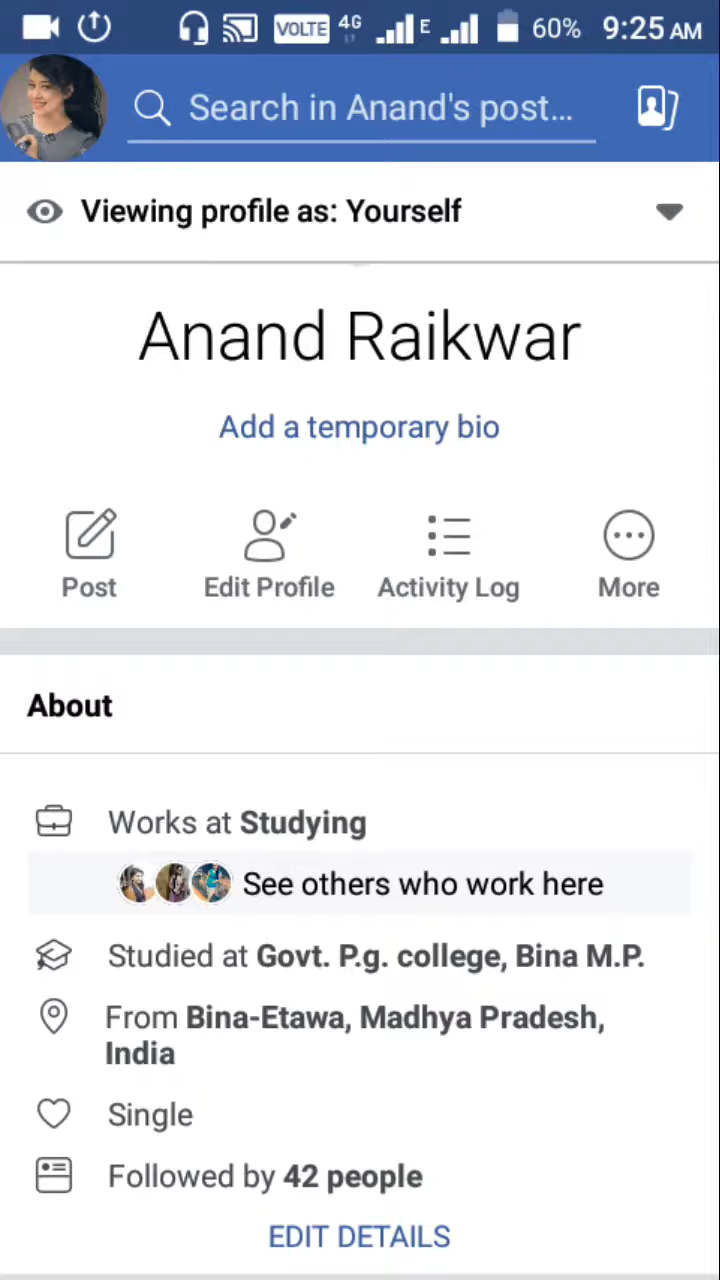 VOLTE 4G E 60% 9:25 AM
Search in Anand's post...
Viewing profile as: Yourself
Anand Raikwar
Add a temporary bio
Post Edit Profile Activity Log More
About
Works at Studying
See others who work here
Studied at Govt. P.g. college, Bina M.P.
From Bina-Etawa, Madhya Pradesh,
India
Single
Followed by 42 people
EDIT DETAILS